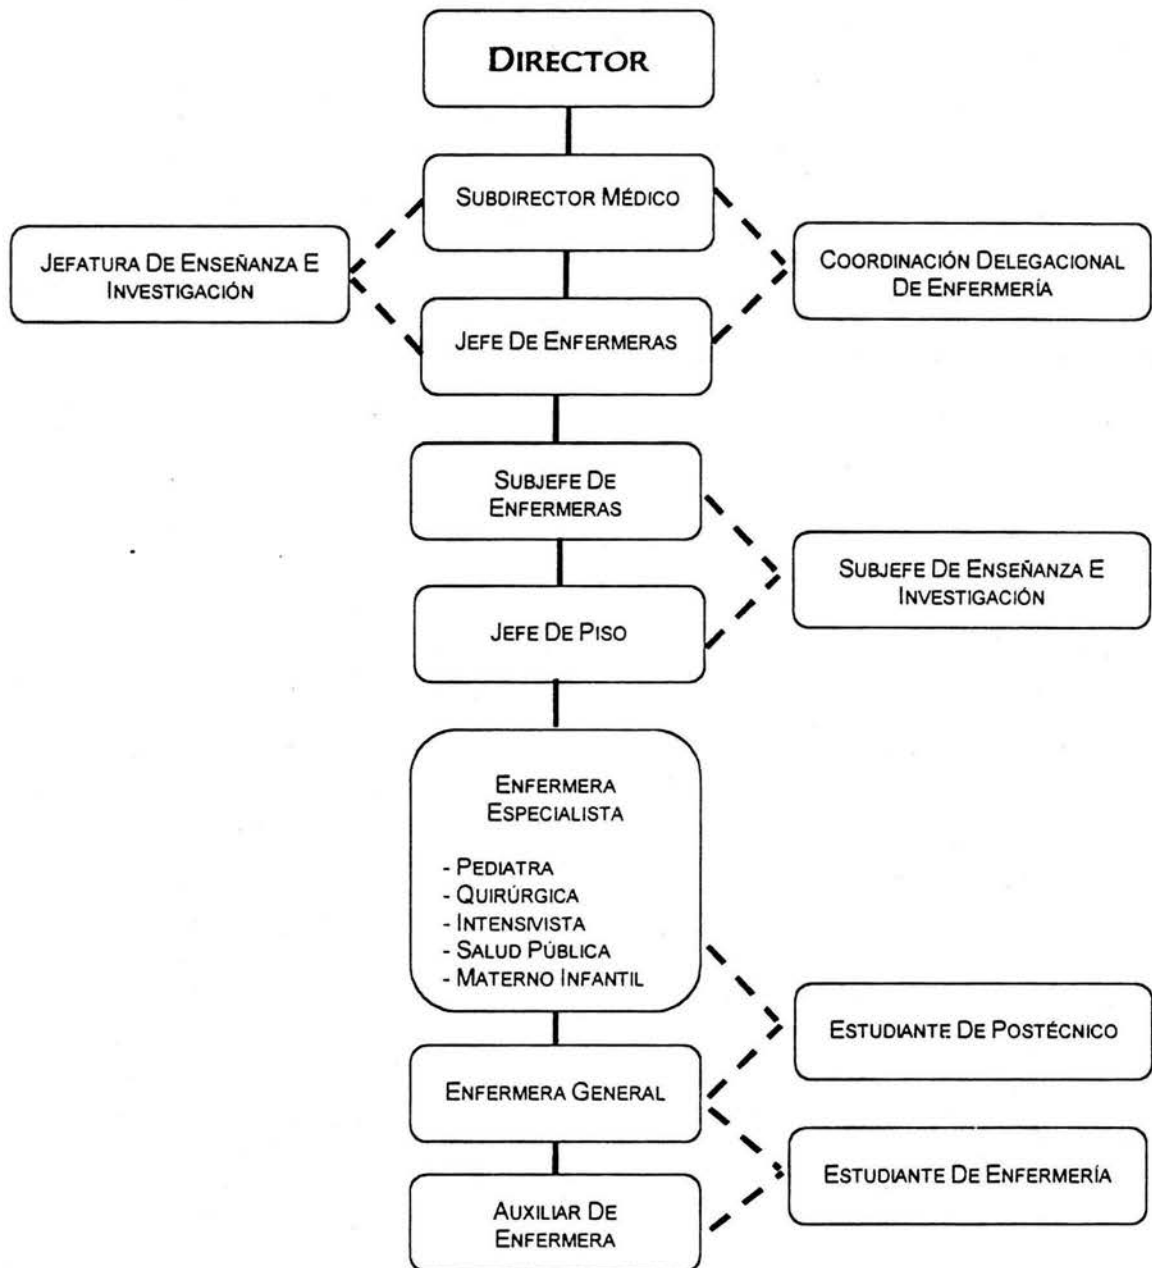 DIRECTOR
SUBDIRECTOR MÉDICO
JEFATURA DE ENSEÑANZA E
INVESTIGACIÓN
COORDINACIÓN DELEGACIONAL
DE ENFERMERÍA
JEFE DE ENFERMERAS
SUBJEFE DE
ENFERMERAS
SUBJEFE DE ENSEÑANZA E
INVESTIGACIÓN
JEFE DE PISO
ENFERMERA
ESPECIALISTA
- PEDIATRA
- QUIRÚRGICA
- INTENSIVISTA
- SALUD PÚBLICA
- MATERNO INFANTIL
ESTUDIANTE DE POSTÉCNICO
ENFERMERA GENERAL
ESTUDIANTE DE ENFERMERÍA
AUXILIAR DE
ENFERMERA